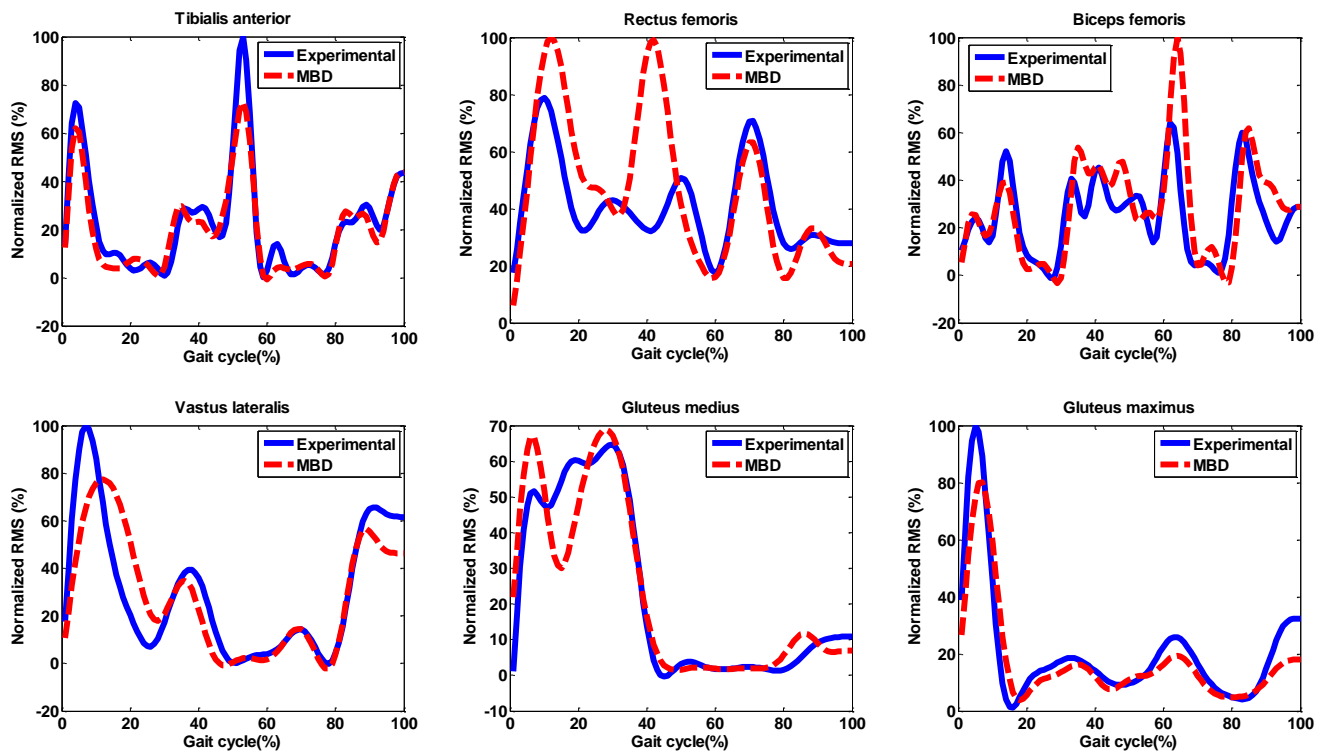 Tibialis anterior
Normalized RMS (%)
100
80
60
40
20
0
-20
0 20 40 60 80 100
Gait cycle(%)
Experimental
MBD
Rectus femoris
Normalized RMS (%)
100
80
60
40
20
0
0 20 40 60 80 100
Gait cycle(%)
Experimental
MBD
Biceps femoris
Normalized RMS (%)
100
80
60
40
20
0
-20
0 20 40 60 80 100
Gait cycle(%)
Experimental
MBD
Vastus lateralis
Normalized RMS (%)
100
80
60
40
20
0
-20
0 20 40 60 80 100
Gait cycle(%)
Experimental
MBD
Gluteus medius
Normalized RMS (%)
70
60
50
40
30
20
10
0
-10
0 20 40 60 80 100
Gait cycle(%)
Experimental
MBD
Gluteus maximus
Normalized RMS (%)
100
80
60
40
20
0
0 20 40 60 80 100
Gait cycle(%)
Experimental
MBD